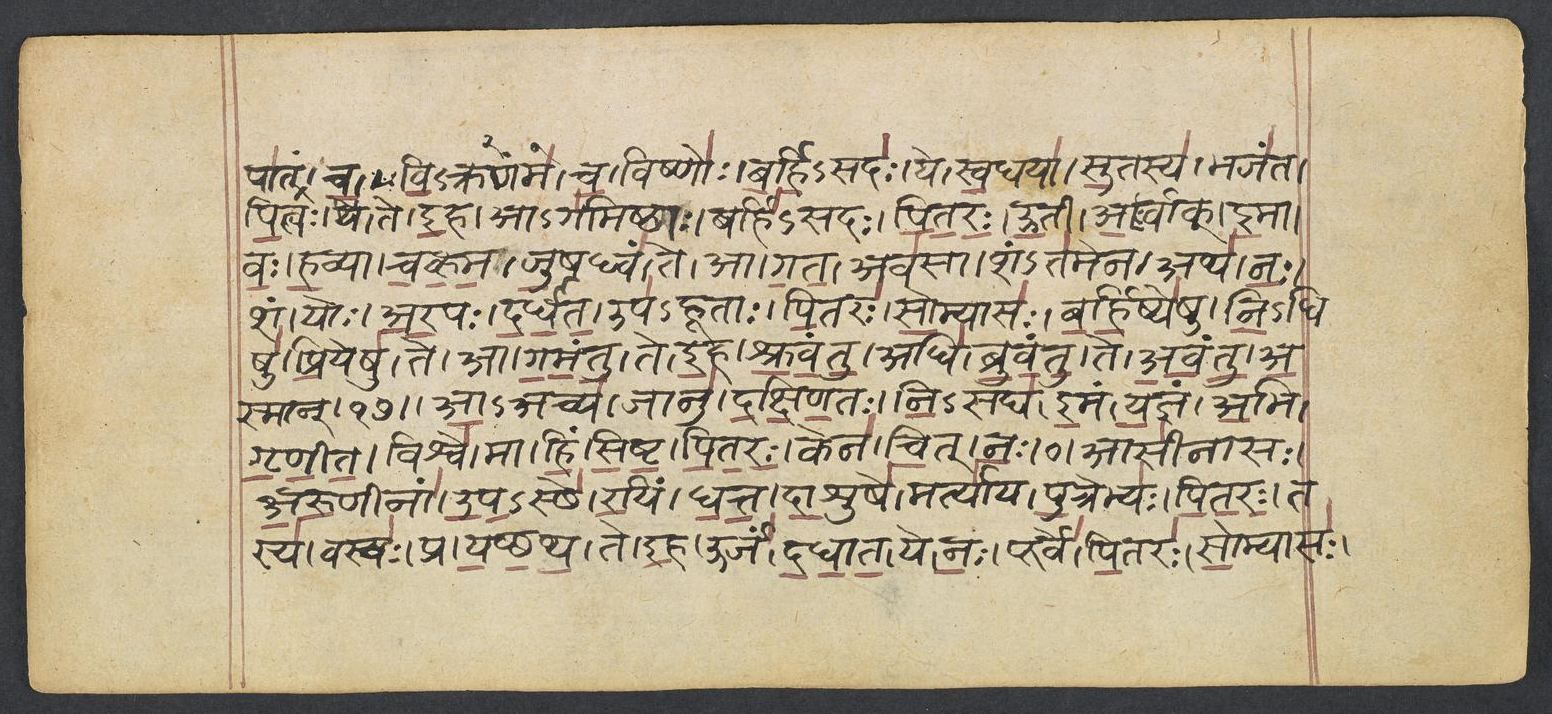 पातं । च । विऽक्रमणं । च । विष्णोः । बर्हिऽसदः । ये । स्वधया । सुतस्य । भजंत ।
पित्वः । ते । इह । आऽगमिष्ठाः । बर्हिऽसदः । पितरः । ऊती । अर्वाक् । इमा ।
वः । हव्या । चकृम । जुषध्वं । ते । आ । गत । अवसा । शंऽतमेन । अथ । नः ।
शं । योः । अरपः । दधात । उपऽहूताः । पितरः । सोम्यासः । बर्हिष्येषु । निऽधि
षु । प्रियेषु । ते । आ । गमंतु । ते । इह । श्रुवंतु । अधि । ब्रुवंतु । ते । अवंतु । अ
स्मान् । १७ । आऽअच्य । जानु । दक्षिणतः । निऽसद्य । इमं । यज्ञं । अभि ।
गृणीत । विश्वे । मा । हिंसिष्ट । पितरः । केन । चित् । नः । ० । आसीनासः ।
अरुणीनां । उपऽस्थे । रयिं । धत्त । दाशुषे । मर्त्याय । पुत्रेभ्यः । पितरः । त
स्य । वस्वः । प्र । यच्छथ । ते । इह । ऊर्जं । दधात । ये । नः । पूर्वे । पितरः । सोम्यासः ।